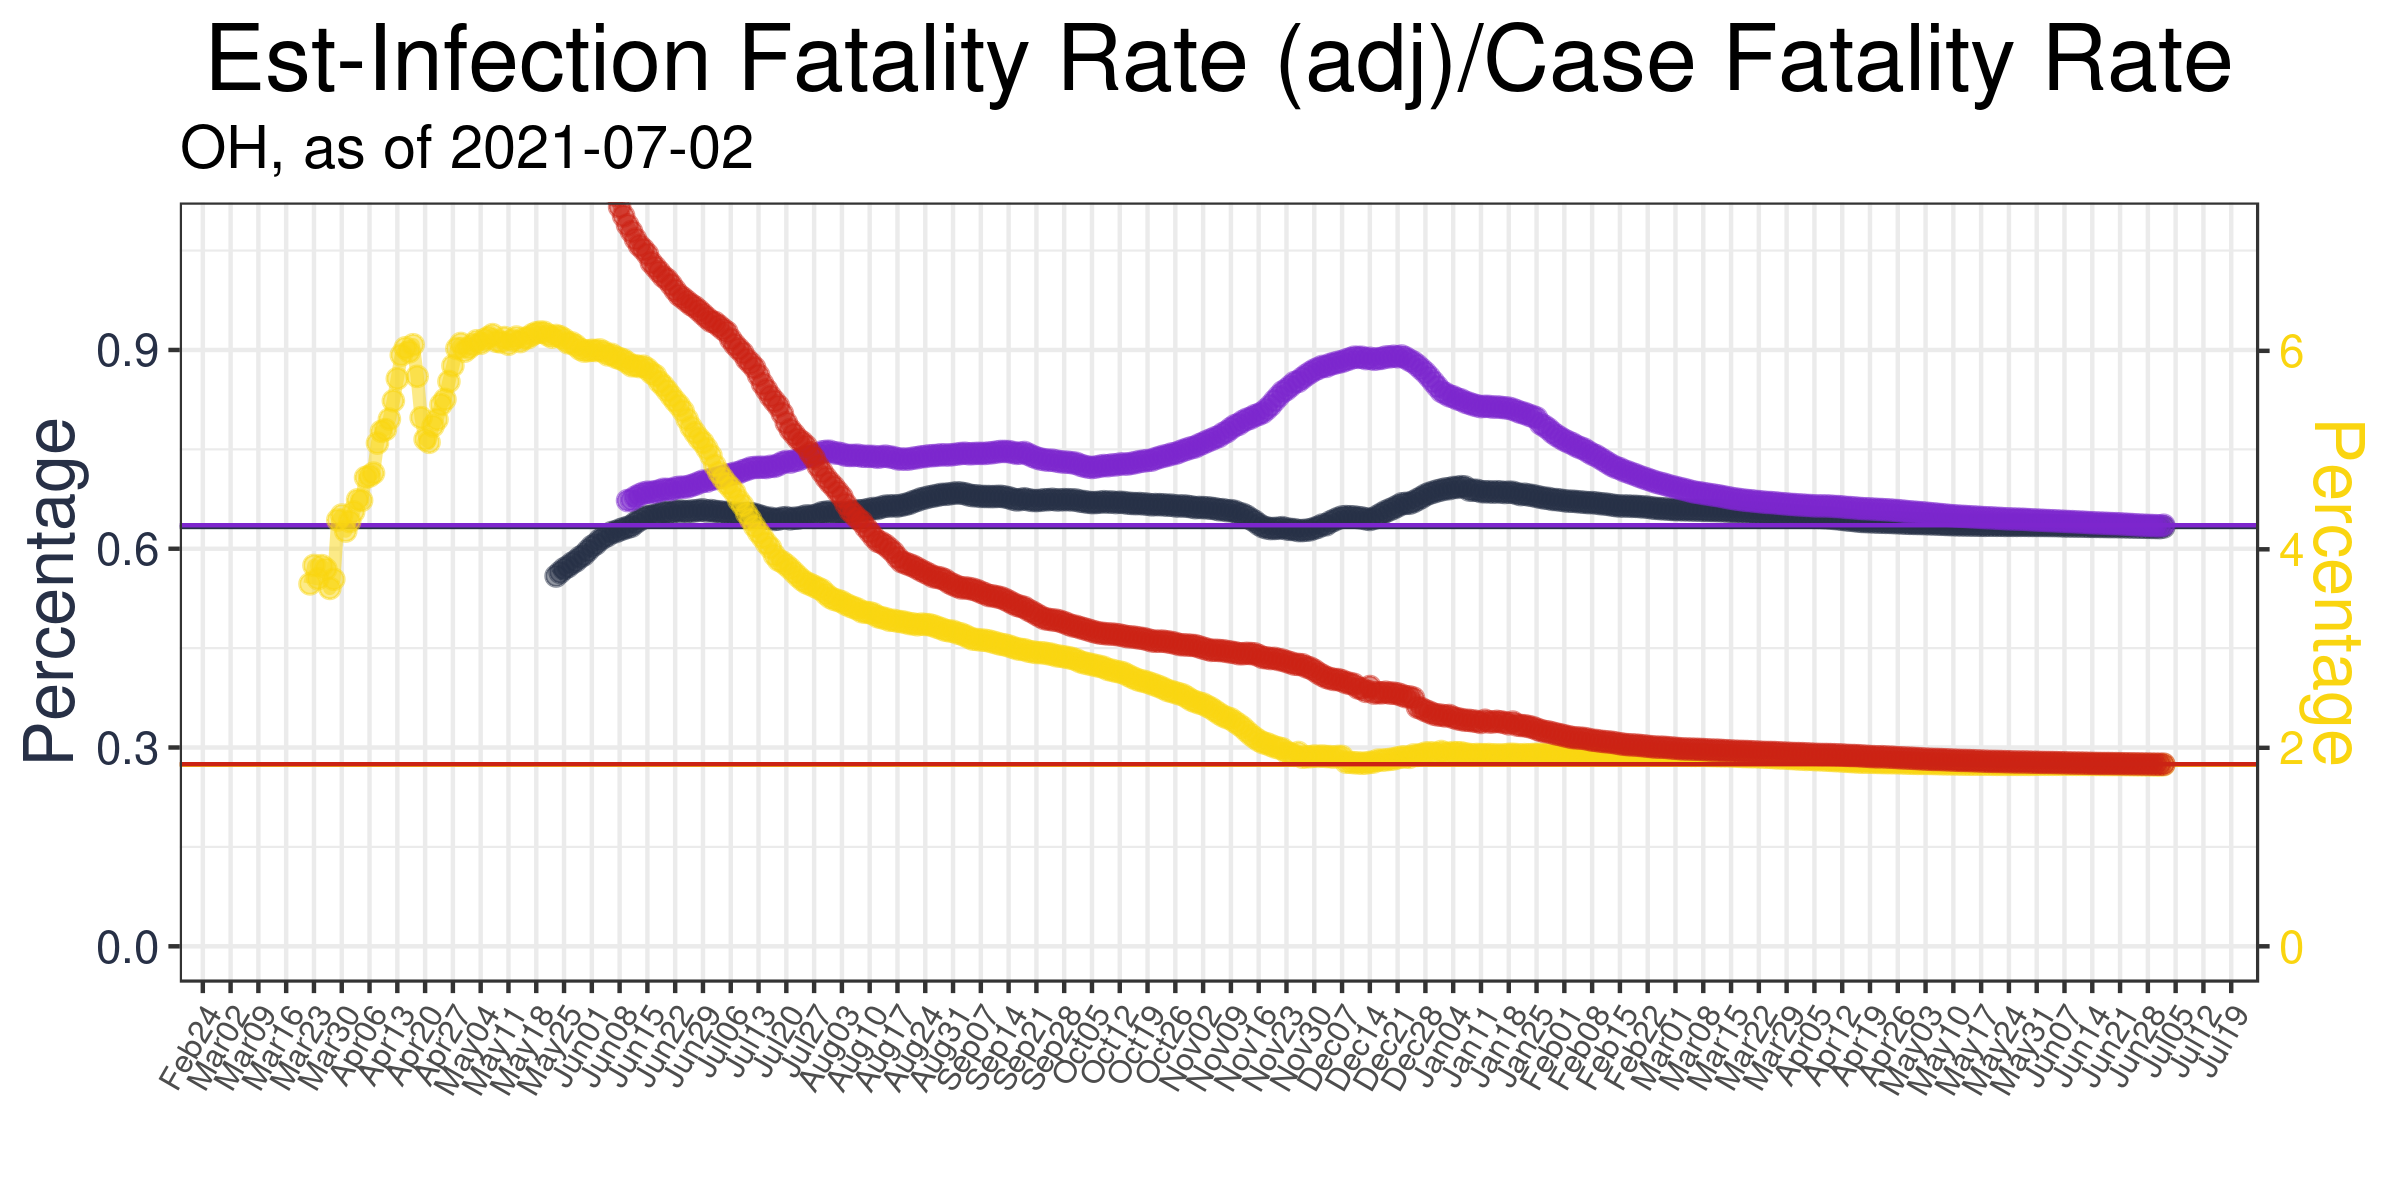 Est-Infection Fatality Rate (adj)/Case Fatality Rate
OH, as of 2021-07-02
Percentage
0.9
0.6
0.3
0.0
6
4
2
0
Percentage
Feb24
Mar02
Mar09
Mar16
Mar23
Mar30
Apr06
Apr13
Apr20
Apr27
May04
May11
May18
May25
Jun01
Jun08
Jun15
Jun22
Jun29
Jul06
Jul13
Jul20
Jul27
Aug03
Aug10
Aug17
Aug24
Aug31
Sep07
Sep14
Sep21
Sep28
Oct05
Oct12
Oct19
Oct26
Nov02
Nov09
Nov16
Nov23
Nov30
Dec07
Dec14
Dec21
Dec28
Jan04
Jan11
Jan18
Jan25
Feb01
Feb08
Feb15
Feb22
Mar01
Mar08
Mar15
Mar22
Mar29
Apr05
Apr12
Apr19
Apr26
May03
May10
May17
May24
May31
Jun07
Jun14
Jun21
Jun28
Jul05
Jul12
Jul19